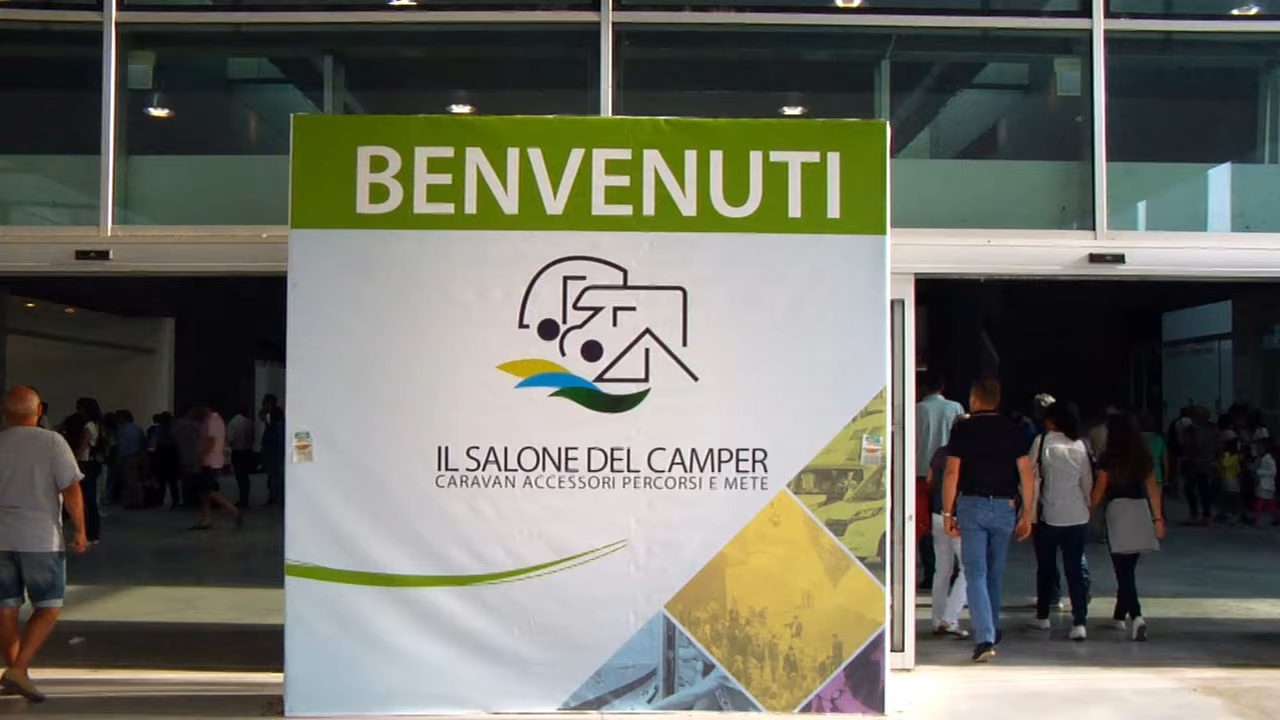 BENVENUTI
IL SALONE DEL CAMPER
CARAVAN ACCESSORI PERCORSI E METE